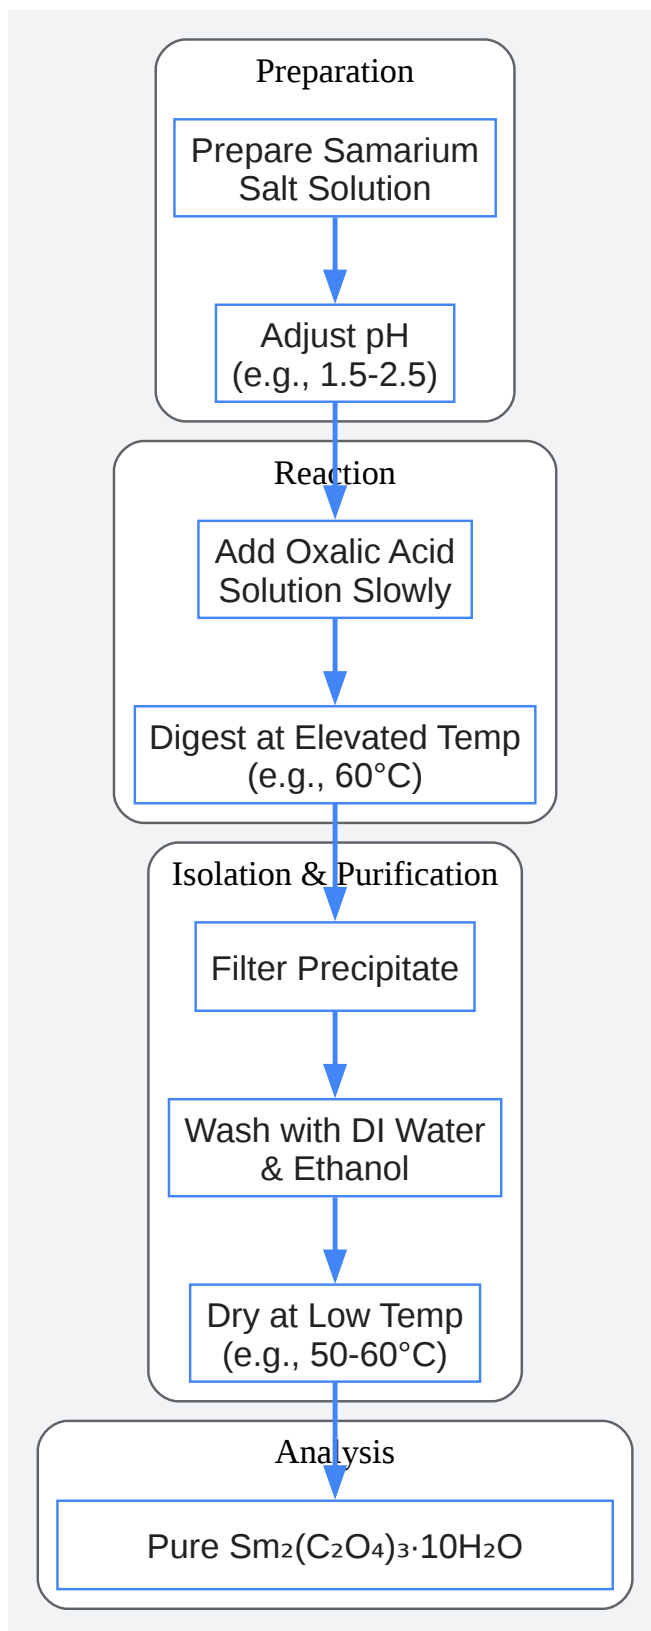 Preparation
Prepare Samarium
Salt Solution
Adjust pH
(e.g., 1.5-2.5)
Reaction
Add Oxalic Acid
Solution Slowly
Digest at Elevated Temp
(e.g., 60°C)
Isolation & Purification
Filter Precipitate
Wash with DI Water
& Ethanol
Dry at Low Temp
(e.g., 50-60°C)
Analysis
Pure Sm₂(C₂O₄)₃·10H₂O